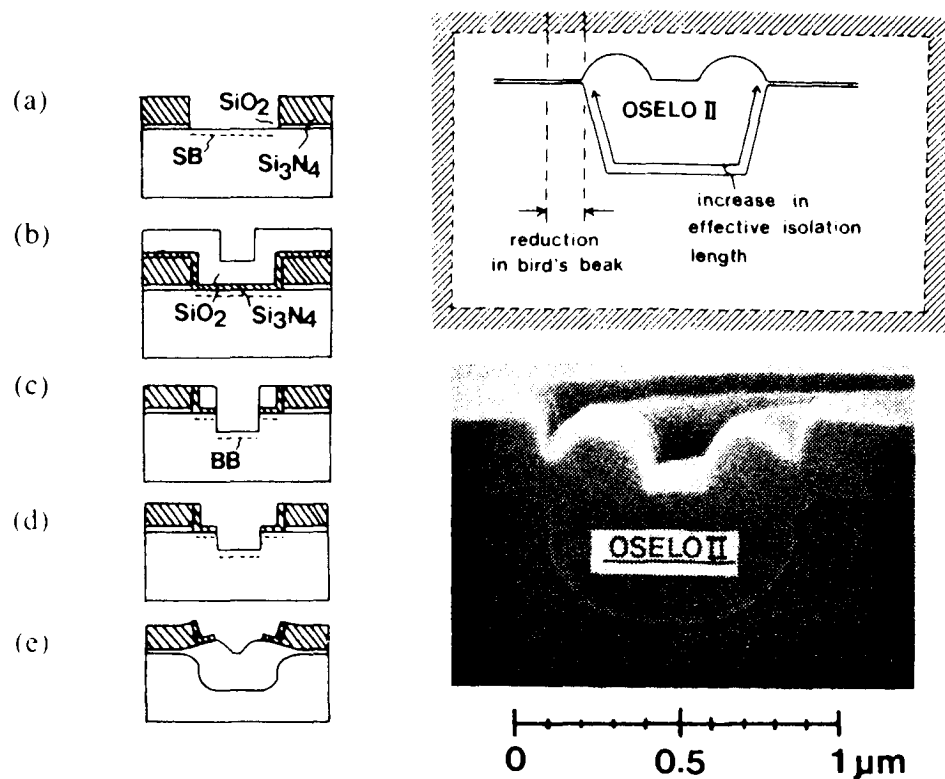 (a)
SiO2
SB
Si3N4
(b)
SiO2
Si3N4
(c)
BB
(d)
(e)
OSELO II
reduction
in bird's beak
increase in
effective isolation
length
OSELO II
0 0.5 1 μm